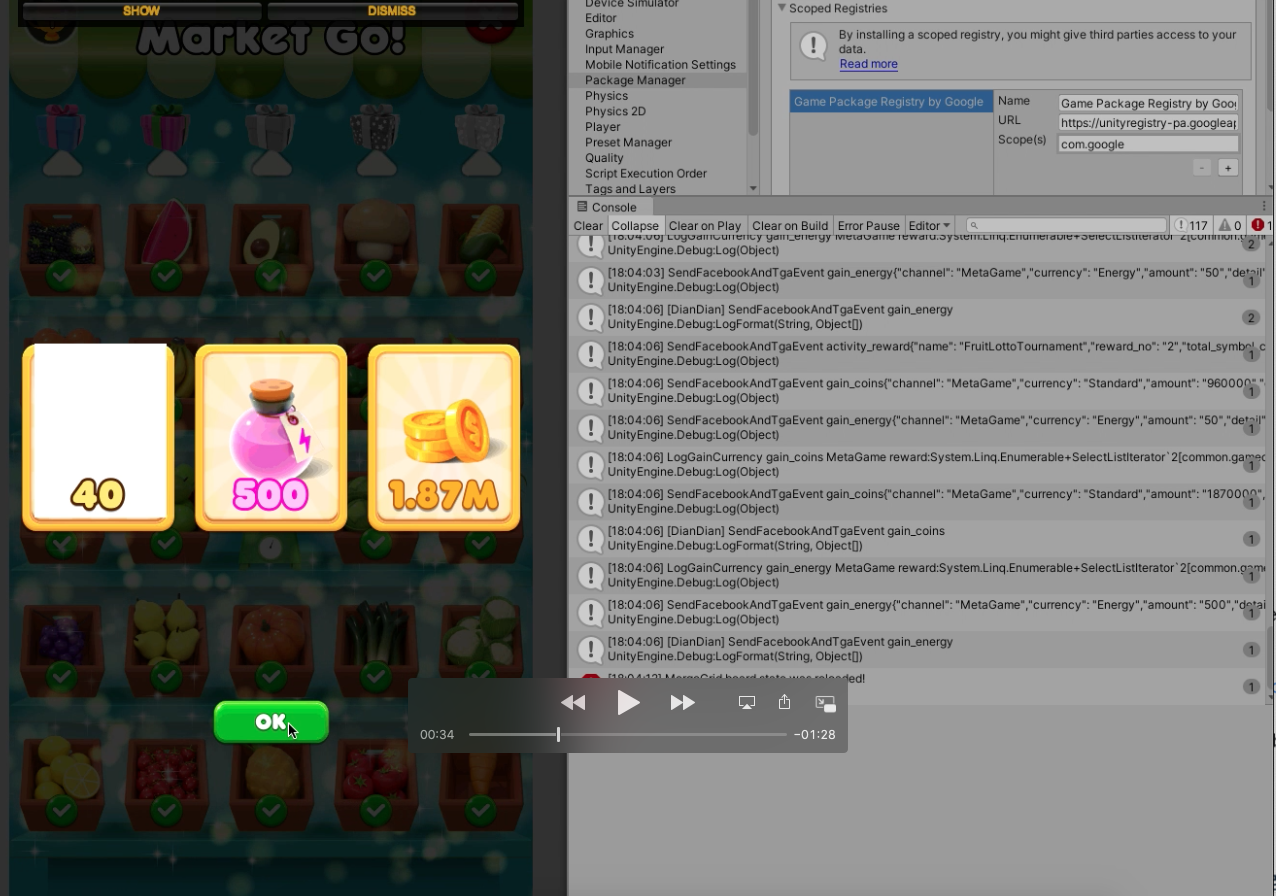 SHOW
DISMISS
Market Go!
40
500
1.87M
OK
Device Simulator
Editor
Graphics
Input Manager
Mobile Notification Settings
Package Manager
Physics
Physics 2D
Player
Preset Manager
Quality
Script Execution Order
Tags and Layers
Scoped Registries
By installing a scoped registry, you might give third parties access to your
data.
Read more
Game Package Registry by Google
Name
Game Package Registry by Goo
URL
https://unityregistry-pa.googleap
Scope(s)
com.google
- +
Console
Clear Collapse Clear on Play Clear on Build Error Pause Editor 117 0 1
LogGainCurrency gain_energy MetaGame reward:System.Linq.Enumerable+SelectListIterator`2[common.game
UnityEngine.Debug:Log(Object)
2
[18:04:03] SendFacebookAndTgaEvent gain_energy{"channel": "MetaGame","currency": "Energy","amount": "50","detail"
UnityEngine.Debug:Log(Object)
1
[18:04:06] [DianDian] SendFacebookAndTgaEvent gain_energy
UnityEngine.Debug:LogFormat(String, Object[])
2
[18:04:06] SendFacebookAndTgaEvent activity_reward{"name": "FruitLottoTournament","reward_no": "2","total_symbol_c
UnityEngine.Debug:Log(Object)
1
[18:04:06] SendFacebookAndTgaEvent gain_coins{"channel": "MetaGame","currency": "Standard","amount": "960000","
UnityEngine.Debug:Log(Object)
1
[18:04:06] SendFacebookAndTgaEvent gain_energy{"channel": "MetaGame","currency": "Energy","amount": "50","detail"
UnityEngine.Debug:Log(Object)
1
[18:04:06] LogGainCurrency gain_coins MetaGame reward:System.Linq.Enumerable+SelectListIterator`2[common.gamec
UnityEngine.Debug:Log(Object)
1
[18:04:06] SendFacebookAndTgaEvent gain_coins{"channel": "MetaGame","currency": "Standard","amount": "1870000",
UnityEngine.Debug:Log(Object)
1
[18:04:06] [DianDian] SendFacebookAndTgaEvent gain_coins
UnityEngine.Debug:LogFormat(String, Object[])
1
[18:04:06] LogGainCurrency gain_energy MetaGame reward:System.Linq.Enumerable+SelectListIterator`2[common.game
UnityEngine.Debug:Log(Object)
1
[18:04:06] SendFacebookAndTgaEvent gain_energy{"channel": "MetaGame","currency": "Energy","amount": "500","detai
UnityEngine.Debug:Log(Object)
1
[18:04:06] [DianDian] SendFacebookAndTgaEvent gain_energy
UnityEngine.Debug:LogFormat(String, Object[])
1
[18:04:12] MergeGrid board state was reloaded!
1
00:34
-01:28